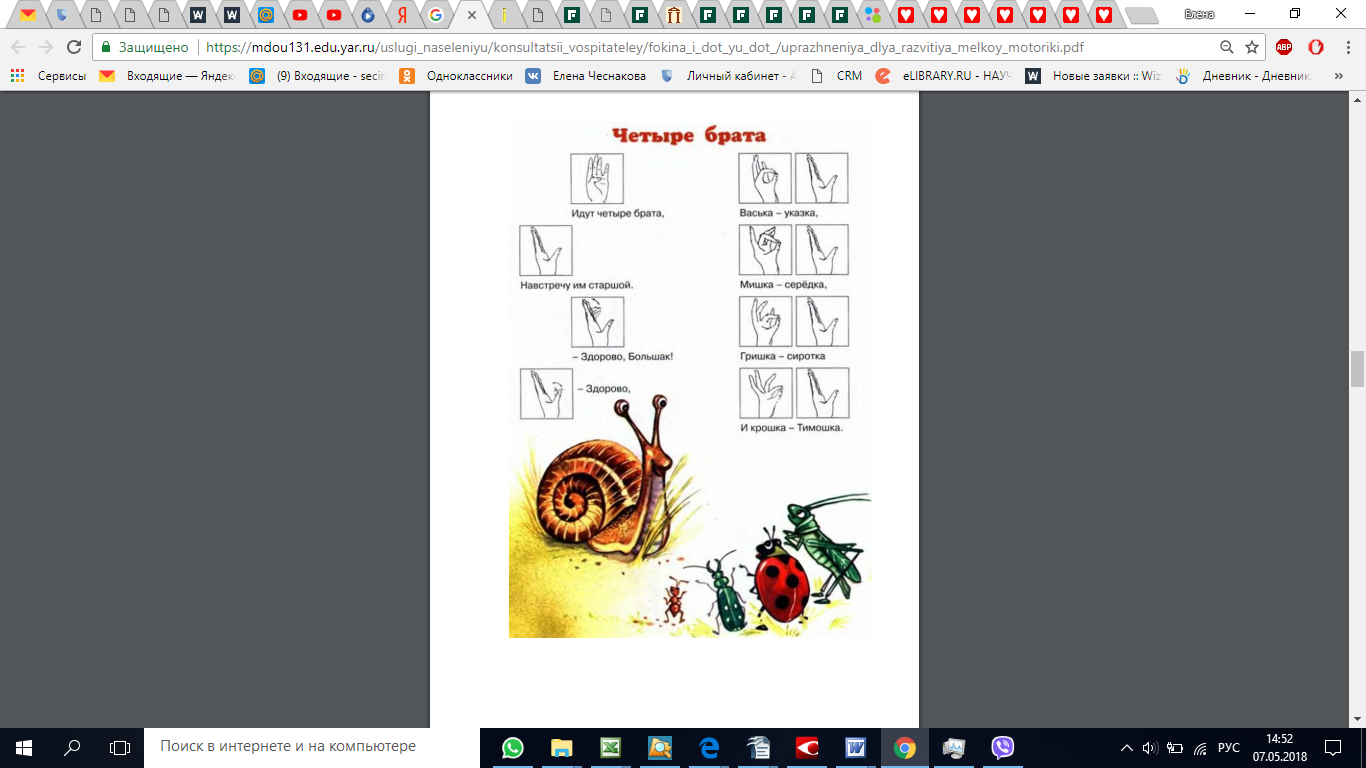 Елена
Защищено
https://mdou131.edu.yar.ru/uslugi_naseleniyu/konsultatsii_vospitateley/fokina_i_dot_yu_dot_/uprazhneniya_dlya_razvitiya_melkoy_motoriki.pdf
Сервисы
Входящие — Яндек
(9) Входящие - secir
Одноклассники
Елена Чеснакова
Личный кабинет - А
CRM
eLIBRARY.RU - НАУЧ
Новые заявки :: Wiz
Дневник - Дневник.
»
Четыре брата
Идут четыре брата,
Навстречу им старшой.
– Здорово, Большак!
– Здорово,
Васька – указка,
Мишка – серёдка,
Гришка – сиротка
И крошка – Тимошка.
Поиск в интернете и на компьютере
РУС
14:52
07.05.2018